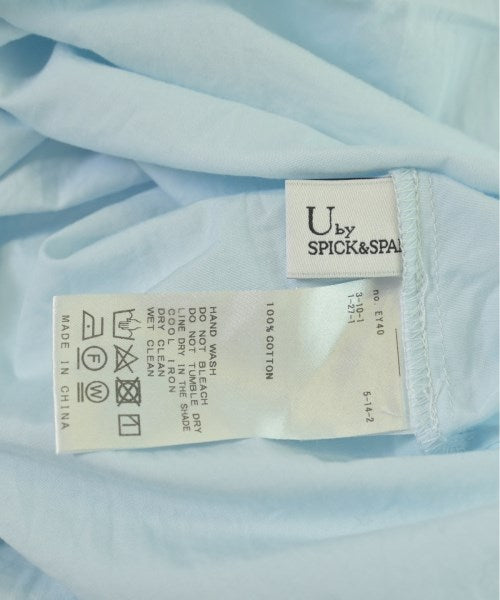 U by
SPICK&SPA
no. EY40
3-10-1
1-27-1
5-14-2
100% COTTON
HAND WASH
DO NOT BLEACH
DO NOT TUMBLE DRY
LINE DRY IN THE SHADE
COOL IRON
DRY CLEAN
WET CLEAN
F
W
MADE IN CHINA